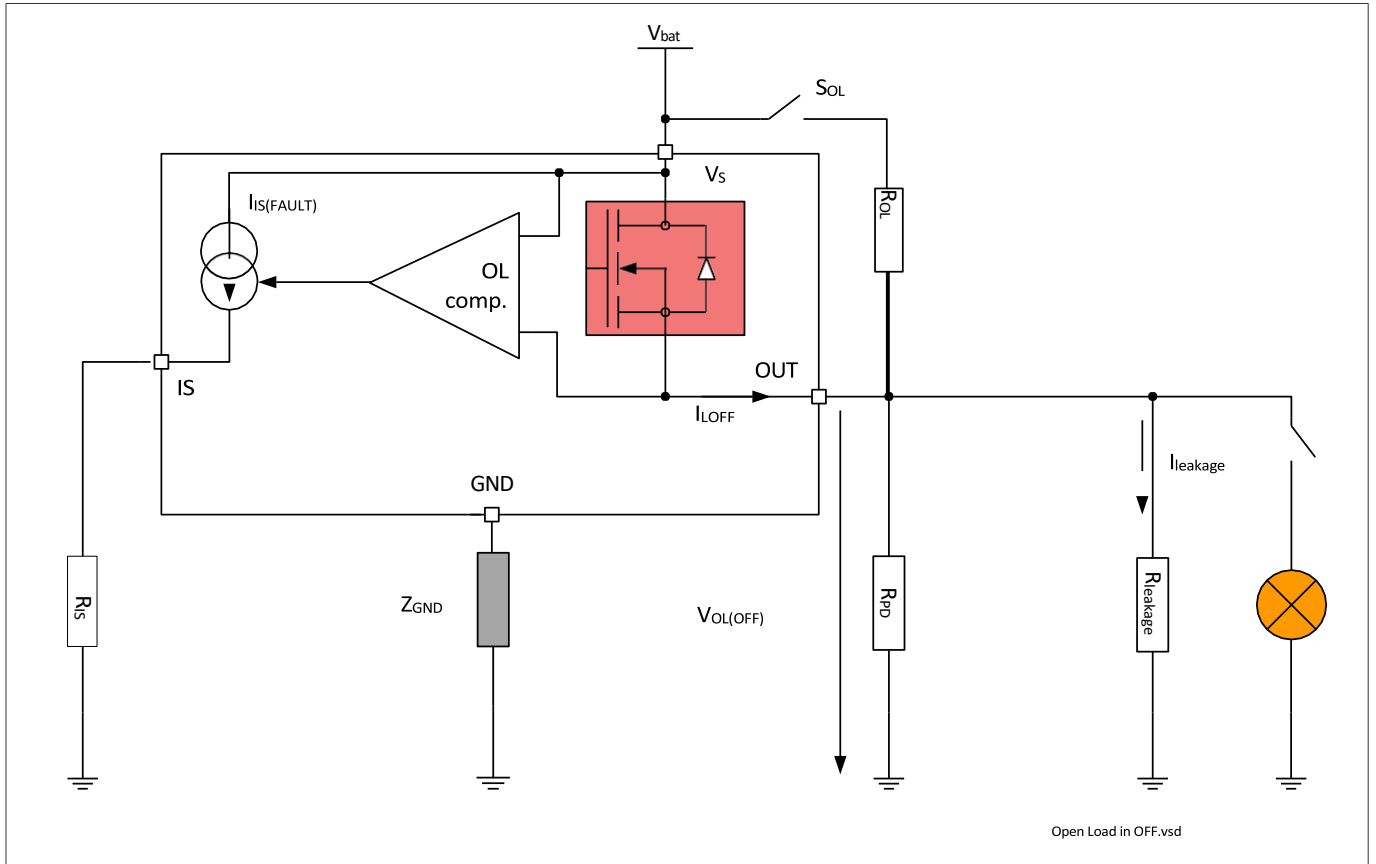 Vbat
SOL
VS
IIS(FAULT)
ROL
OL
comp.
OUT
IS
ILOFF
Ileakage
GND
RIS
ZGND
VOL(OFF)
RPD
Rleakage
Open Load in OFF.vsd